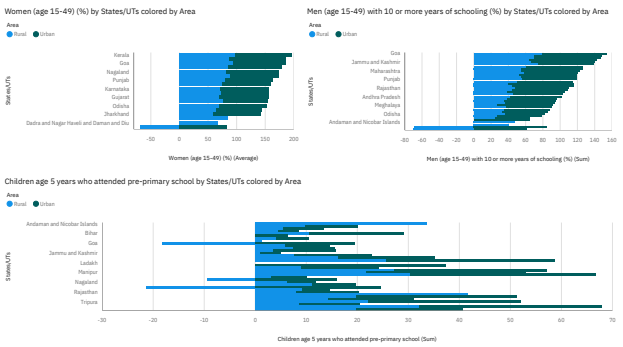 Women (age 15-49) (%) by States/UTs colored by Area
Area
Rural Urban
States/UTs
Kerala
Goa
Nagaland
Punjab
Karnataka
Gujarat
Odisha
Jharkhand
Dadra and Nagar Haveli and Daman and Diu
-50 0 50 100 150 200
Women (age 15-49) (%) (Average)
Men (age 15-49) with 10 or more years of schooling (%) by States/UTs colored by Area
Area
Rural Urban
States/UTs
Goa
Jammu and Kashmir
Maharashtra
Punjab
Rajasthan
Andhra Pradesh
Meghalaya
Odisha
Andaman and Nicobar Islands
-80 -60 -40 -20 0 20 40 60 80 100 120 140 160
Men (age 15-49) with 10 or more years of schooling (%) (Sum)
Children age 5 years who attended pre-primary school by States/UTs colored by Area
Area
Rural Urban
States/UTs
Andaman and Nicobar Islands
Bihar
Goa
Jammu and Kashmir
Ladakh
Manipur
Nagaland
Rajasthan
Tripura
-30 -20 -10 0 10 20 30 40 50 60 70
Children age 5 years who attended pre-primary school (Sum)